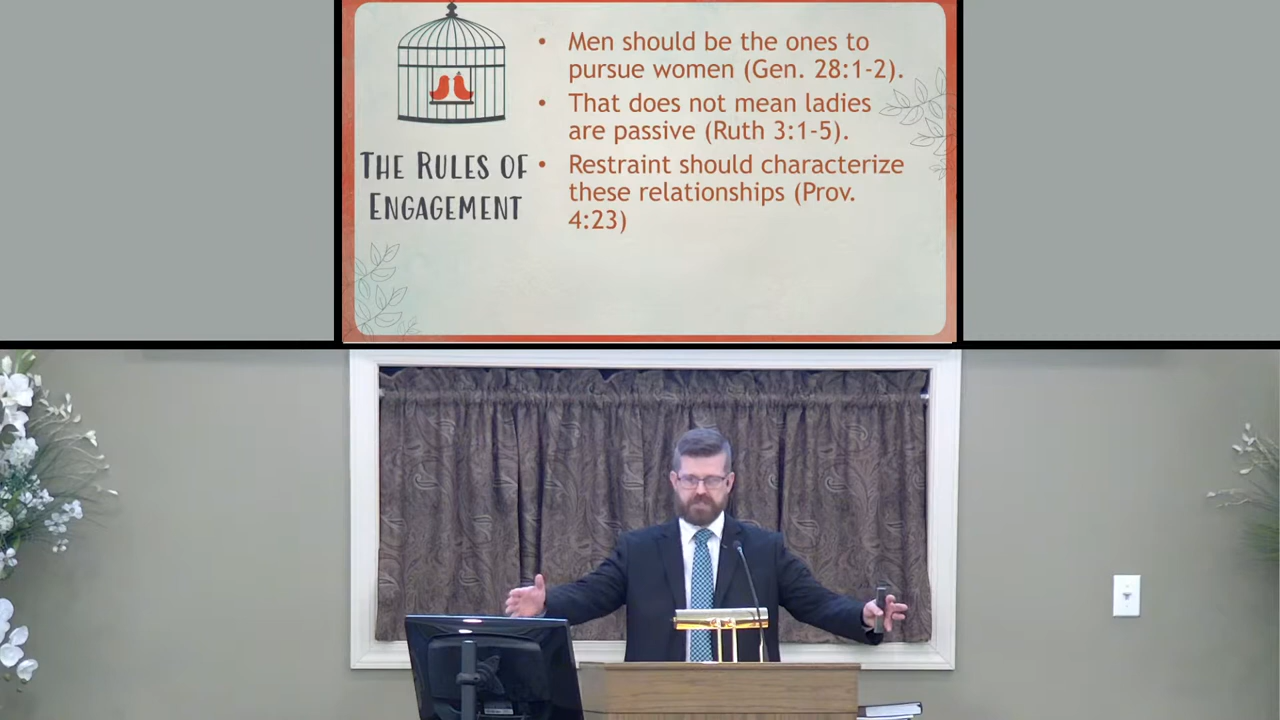 THE RULES OF
ENGAGEMENT
• Men should be the ones to
pursue women (Gen. 28:1-2).
• That does not mean ladies
are passive (Ruth 3:1-5).
• Restraint should characterize
these relationships (Prov.
4:23)